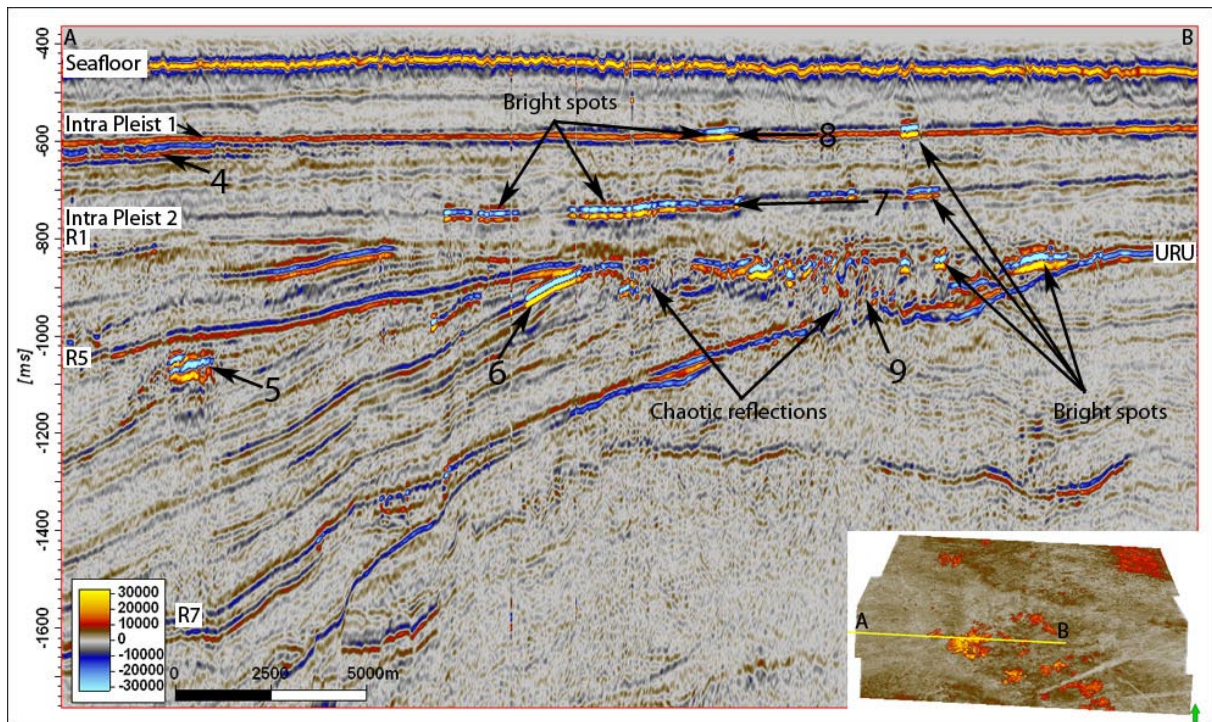 A
B
-400
Seafloor
Bright spots
Intra Pleist 1
-600
8
4
7
Intra Pleist 2
-800
R1
URU
-1000
R5
[ms]
5
6
9
Chaotic reflections
Bright spots
-1200
-1400
30000
20000
10000
0
-10000
-20000
-30000
R7
-1600
0
2500
5000m
A
B